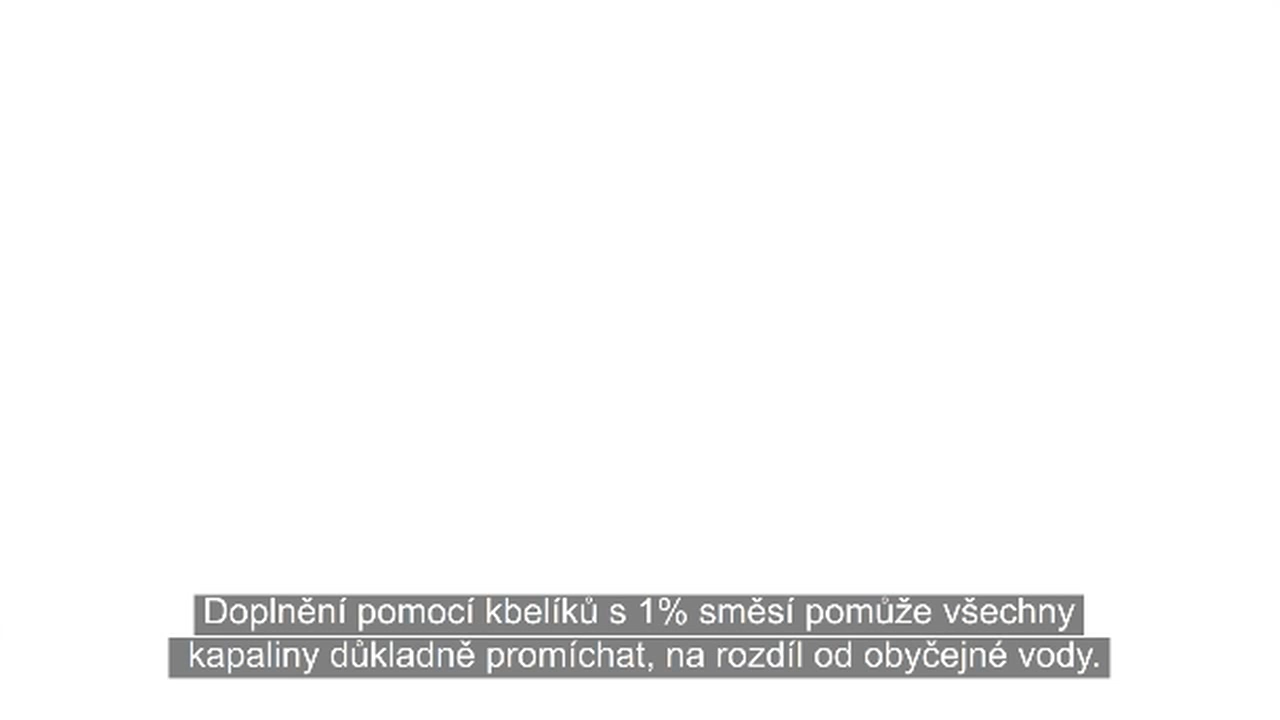 Doplnění pomocí kbelíků s 1% směsí pomůže všechny
kapaliny důkladně promíchat, na rozdíl od obyčejné vody.